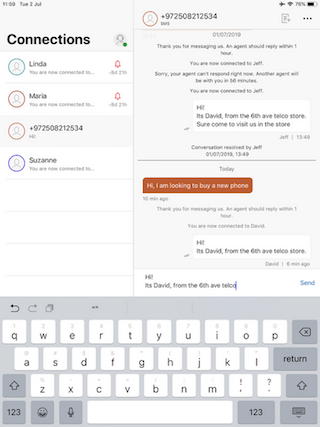 11:59 Tue 2 Jul
76%
Connections
Linda
You are now connected to...
-8d 21h
Maria
You are now connected to...
-8d 21h
+972508212534
Hi!
Suzanne
You are now connected to...
+972508212534
SMS
01/07/2019
Thank you for messaging us. An agent should reply within 1
hour.
You are now connected to Jeff.
Sorry, your agent can't respond right now. Another agent will
be with you in 56 minutes.
You are now connected to Jeff.
Hi!
Its David, from the 6th ave telco store.
Sure come to visit us in the store
Jeff | 13:49
Conversation resolved by Jeff
01/07/2019, 13:49
Today
Hi, I am looking to buy a new phone
10 min ago
Thank you for messaging us. An agent should reply within 1
hour.
You are now connected to David.
Hi!
Its David, from the 6th ave telco store.
David | 6 min ago
Hi!
Its David, from the 6th ave telco
Send
q w e r t y u i o p
a s d f g h j k l return
z x c v b n m ! , ? .
123 123